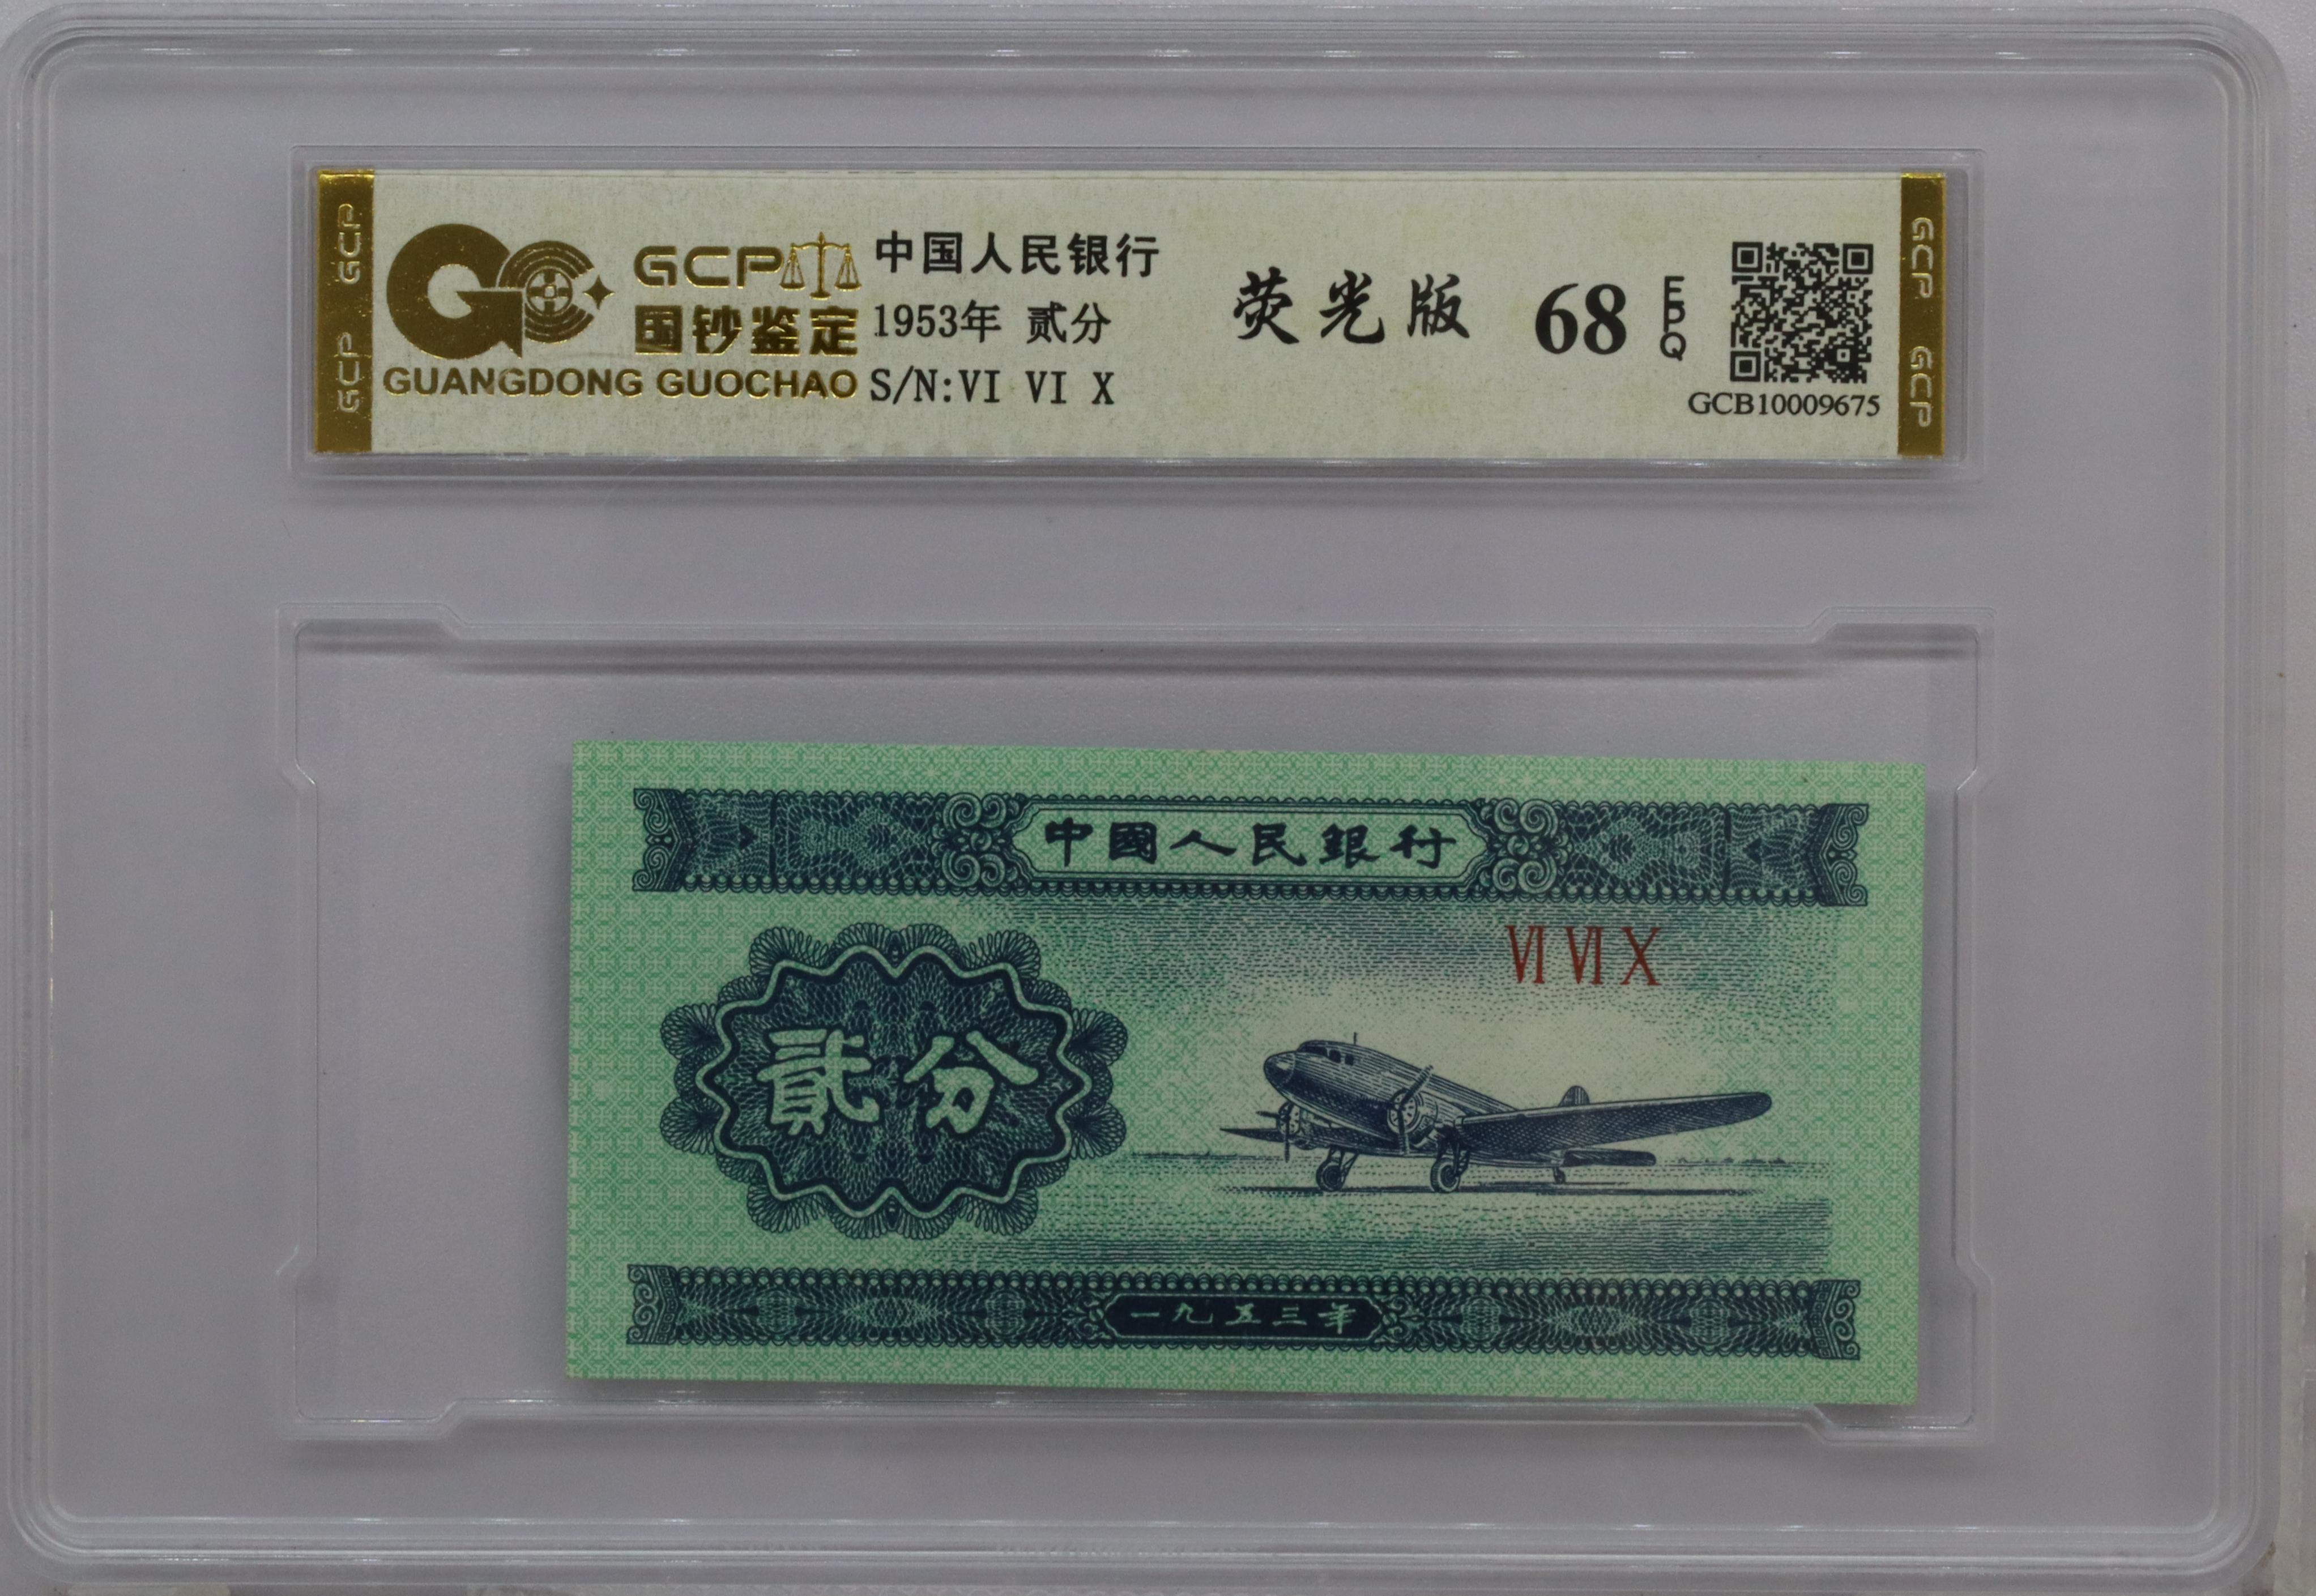 GCP GCP
GCP
国钞鉴定
GUANGDONG GUOCHAO
中国人民银行
1953年 贰分
S/N:VI VI X
荧光版
68
EPQ
GCB10009675
GCP GCP
中國人民銀行
ⅥⅥⅩ
貳分
一九五三年